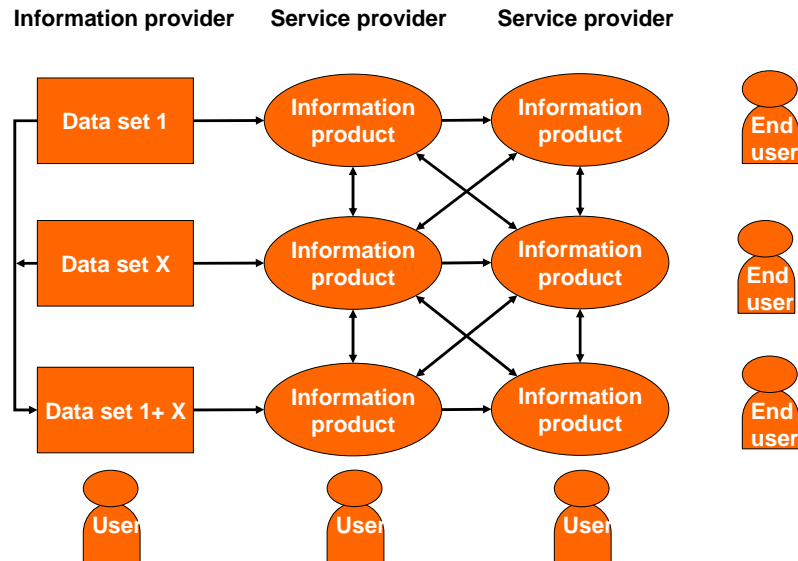 Information provider
Service provider
Service provider
Data set 1
Information
product
Information
product
End
user
Data set X
Information
product
Information
product
End
user
Data set 1+ X
Information
product
Information
product
End
user
User
User
User